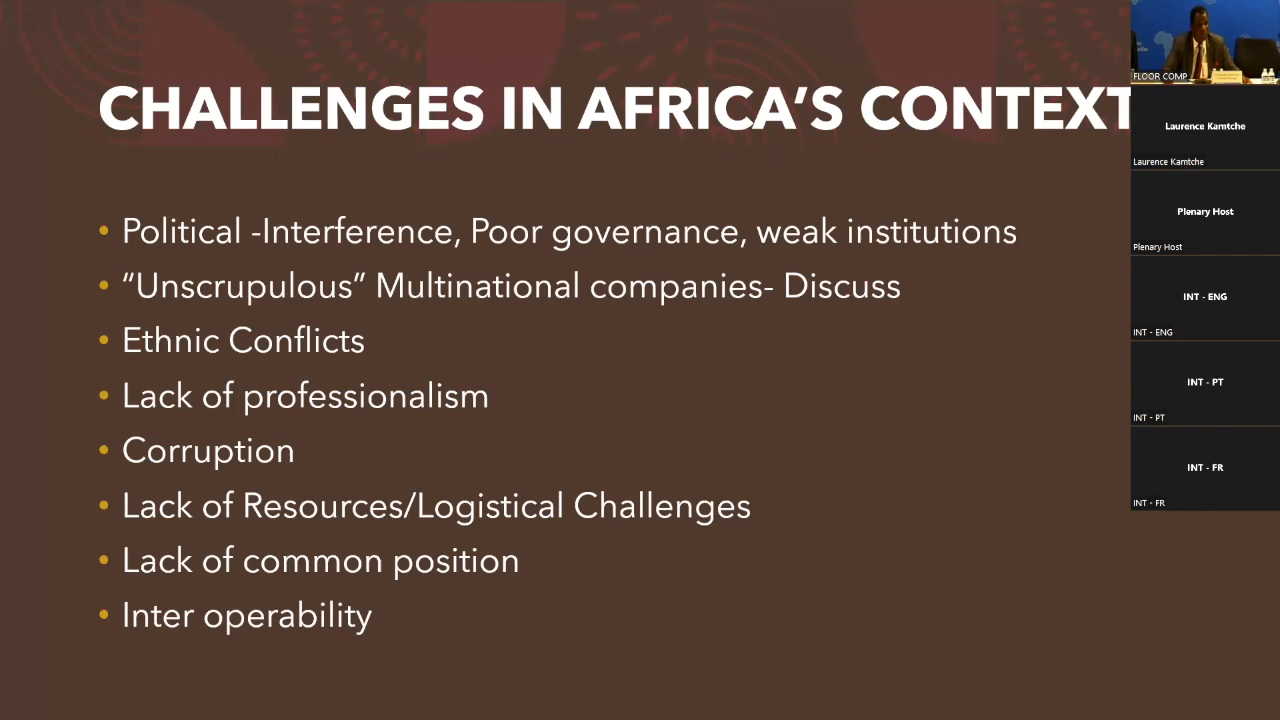 CHALLENGES IN AFRICA’S CONTEXT
• Political -Interference, Poor governance, weak institutions
• “Unscrupulous” Multinational companies- Discuss
• Ethnic Conflicts
• Lack of professionalism
• Corruption
• Lack of Resources/Logistical Challenges
• Lack of common position
• Inter operability
FLOOR COMP
Laurence Kamtche
Laurence Kamtche
Plenary Host
Plenary Host
INT - ENG
INT - ENG
INT - PT
INT - PT
INT - FR
INT - FR